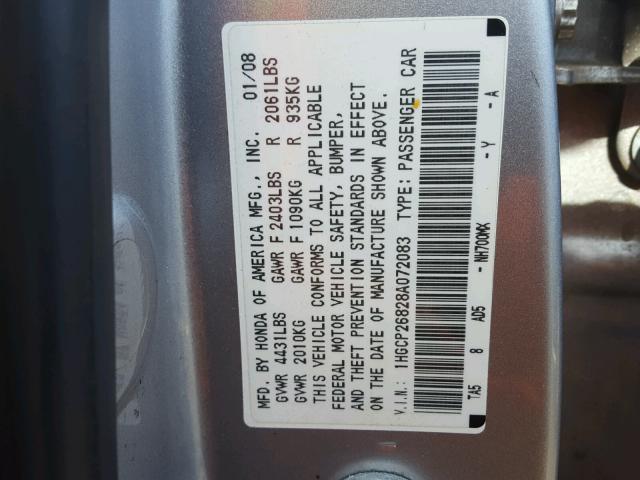 MFD. BY HONDA OF AMERICA MFG., INC. 01/08
GVWR 4431LBS GAWR F 2403LBS R 2061LBS
GVWR 2010KG GAWR F 1090KG R 935KG
THIS VEHICLE CONFORMS TO ALL APPLICABLE
FEDERAL MOTOR VEHICLE SAFETY, BUMPER,
AND THEFT PREVENTION STANDARDS IN EFFECT
ON THE DATE OF MANUFACTURE SHOWN ABOVE.
V.I.N.: 1HGCP26828A072083 TYPE: PASSENGER CAR
TA5 8 AD5 -NH700MX -Y -A